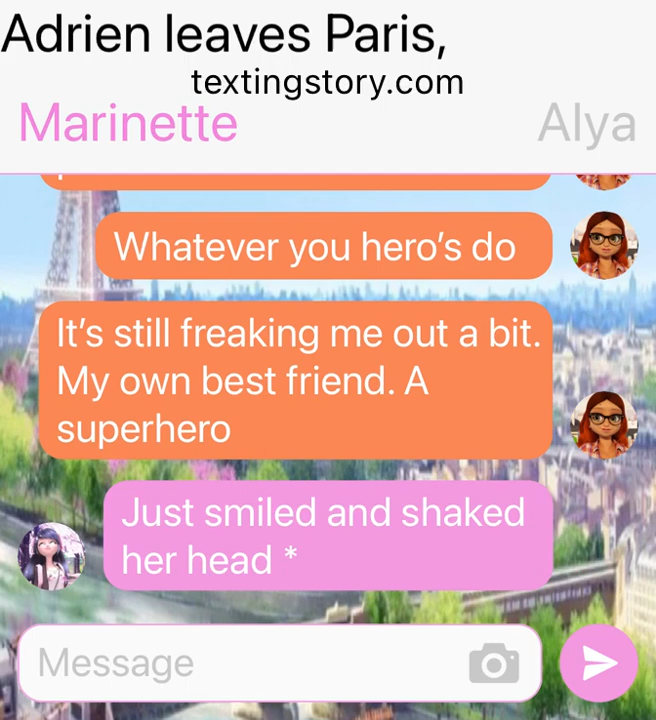 Adrien leaves Paris,
textingstory.com
Marinette Alya
Whatever you hero's do
It's still freaking me out a bit.
My own best friend. A
superhero
Just smiled and shaked
her head *
Message